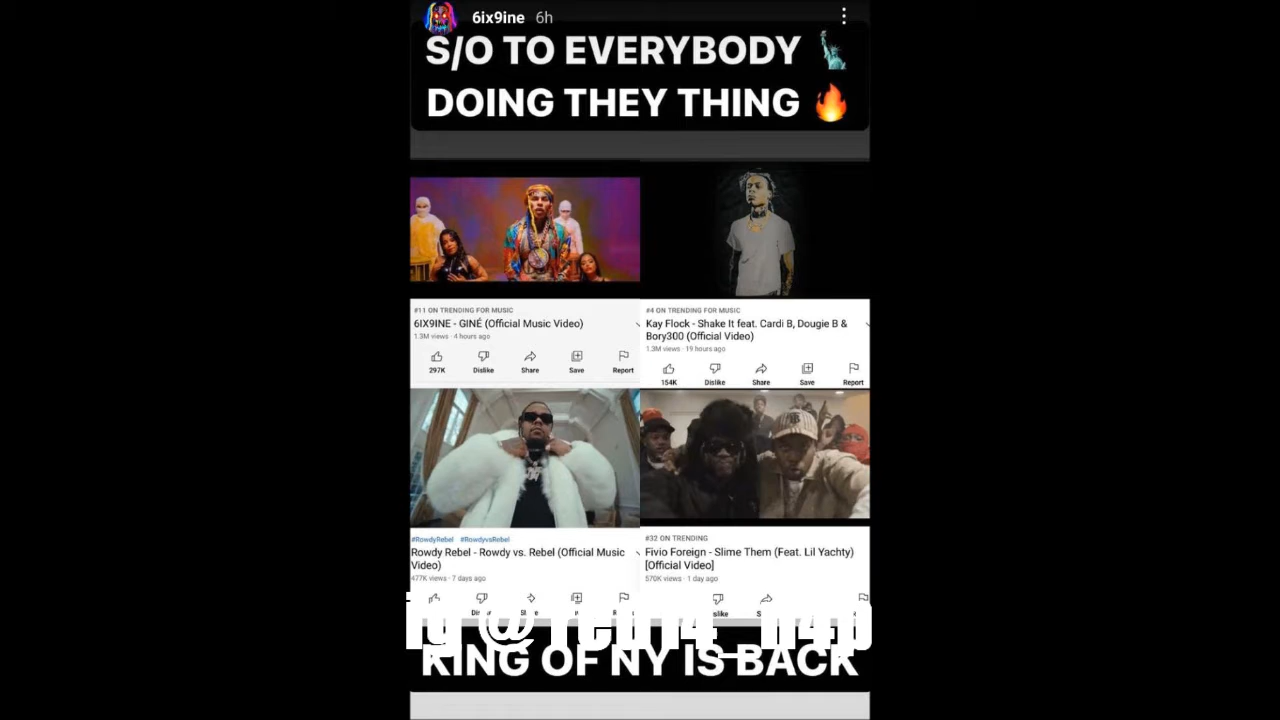 6ix9ine 6h
S/O TO EVERYBODY 🗽
DOING THEY THING 🔥
#11 ON TRENDING FOR MUSIC
6IX9INE - GINÉ (Official Music Video)
1.3M views · 4 hours ago
297K Dislike Share Save Report
#4 ON TRENDING FOR MUSIC
Kay Flock - Shake It feat. Cardi B, Dougie B &
Bory300 (Official Video)
1.3M views · 19 hours ago
154K Dislike Share Save Report
#RowdyRebel #RowdyvsRebel
Rowdy Rebel - Rowdy vs. Rebel (Official Music
Video)
477K views · 7 days ago
#32 ON TRENDING
Fivio Foreign - Slime Them (Feat. Lil Yachty)
[Official Video]
570K views · 1 day ago
KING OF NY IS BACK